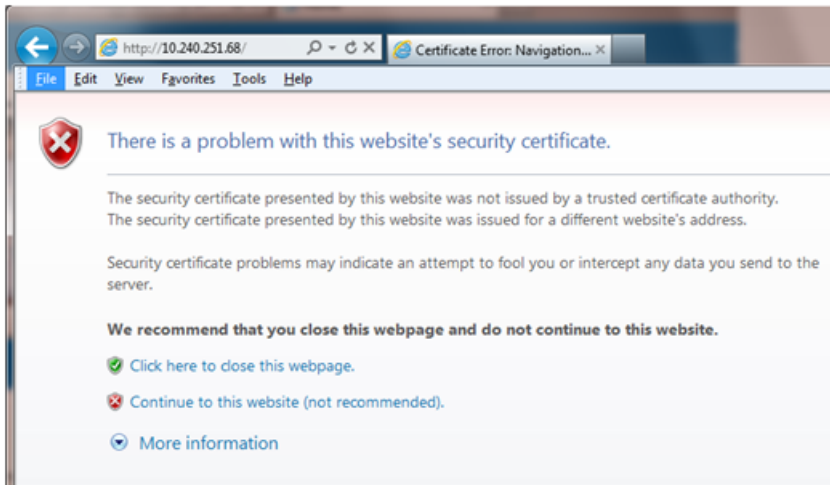 http://10.240.251.68/
Certificate Error: Navigation...
File Edit View Favorites Tools Help
There is a problem with this website's security certificate.
The security certificate presented by this website was not issued by a trusted certificate authority.
The security certificate presented by this website was issued for a different website's address.
Security certificate problems may indicate an attempt to fool you or intercept any data you send to the
server.
We recommend that you close this webpage and do not continue to this website.
Click here to close this webpage.
Continue to this website (not recommended).
More information